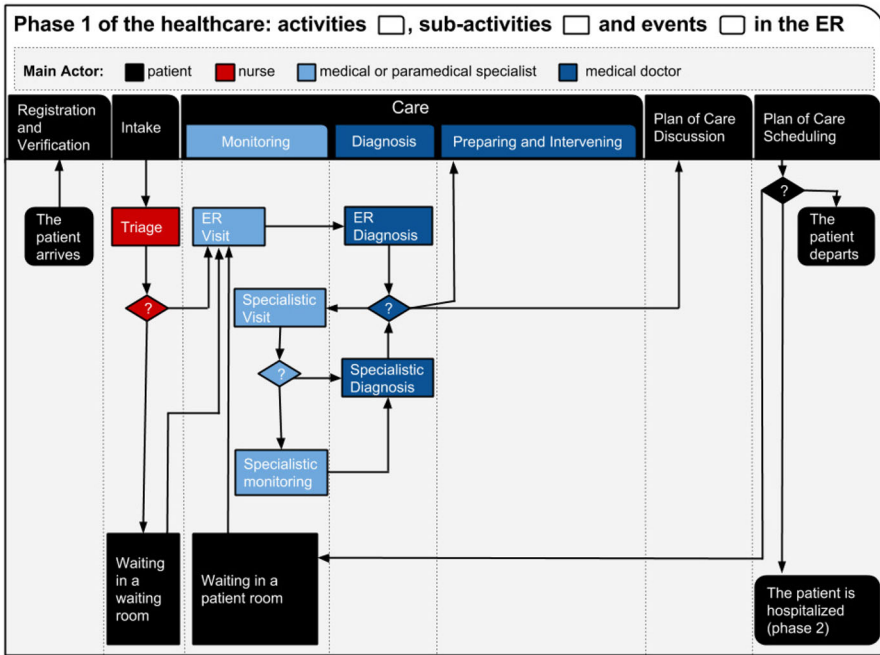 Phase 1 of the healthcare: activities , sub-activities and events in the ER
Main Actor: patient nurse medical or paramedical specialist medical doctor
Registration
and
Verification
Intake
Care
Monitoring
Diagnosis
Preparing and Intervening
Plan of Care
Discussion
Plan of Care
Scheduling
The
patient
arrives
Triage
?
ER
Visit
ER
Diagnosis
?
Specialistic
Visit
?
Specialistic
Diagnosis
Specialistic
monitoring
?
The
patient
departs
Waiting
in a
waiting
room
Waiting in a
patient room
The patient is
hospitalized
(phase 2)